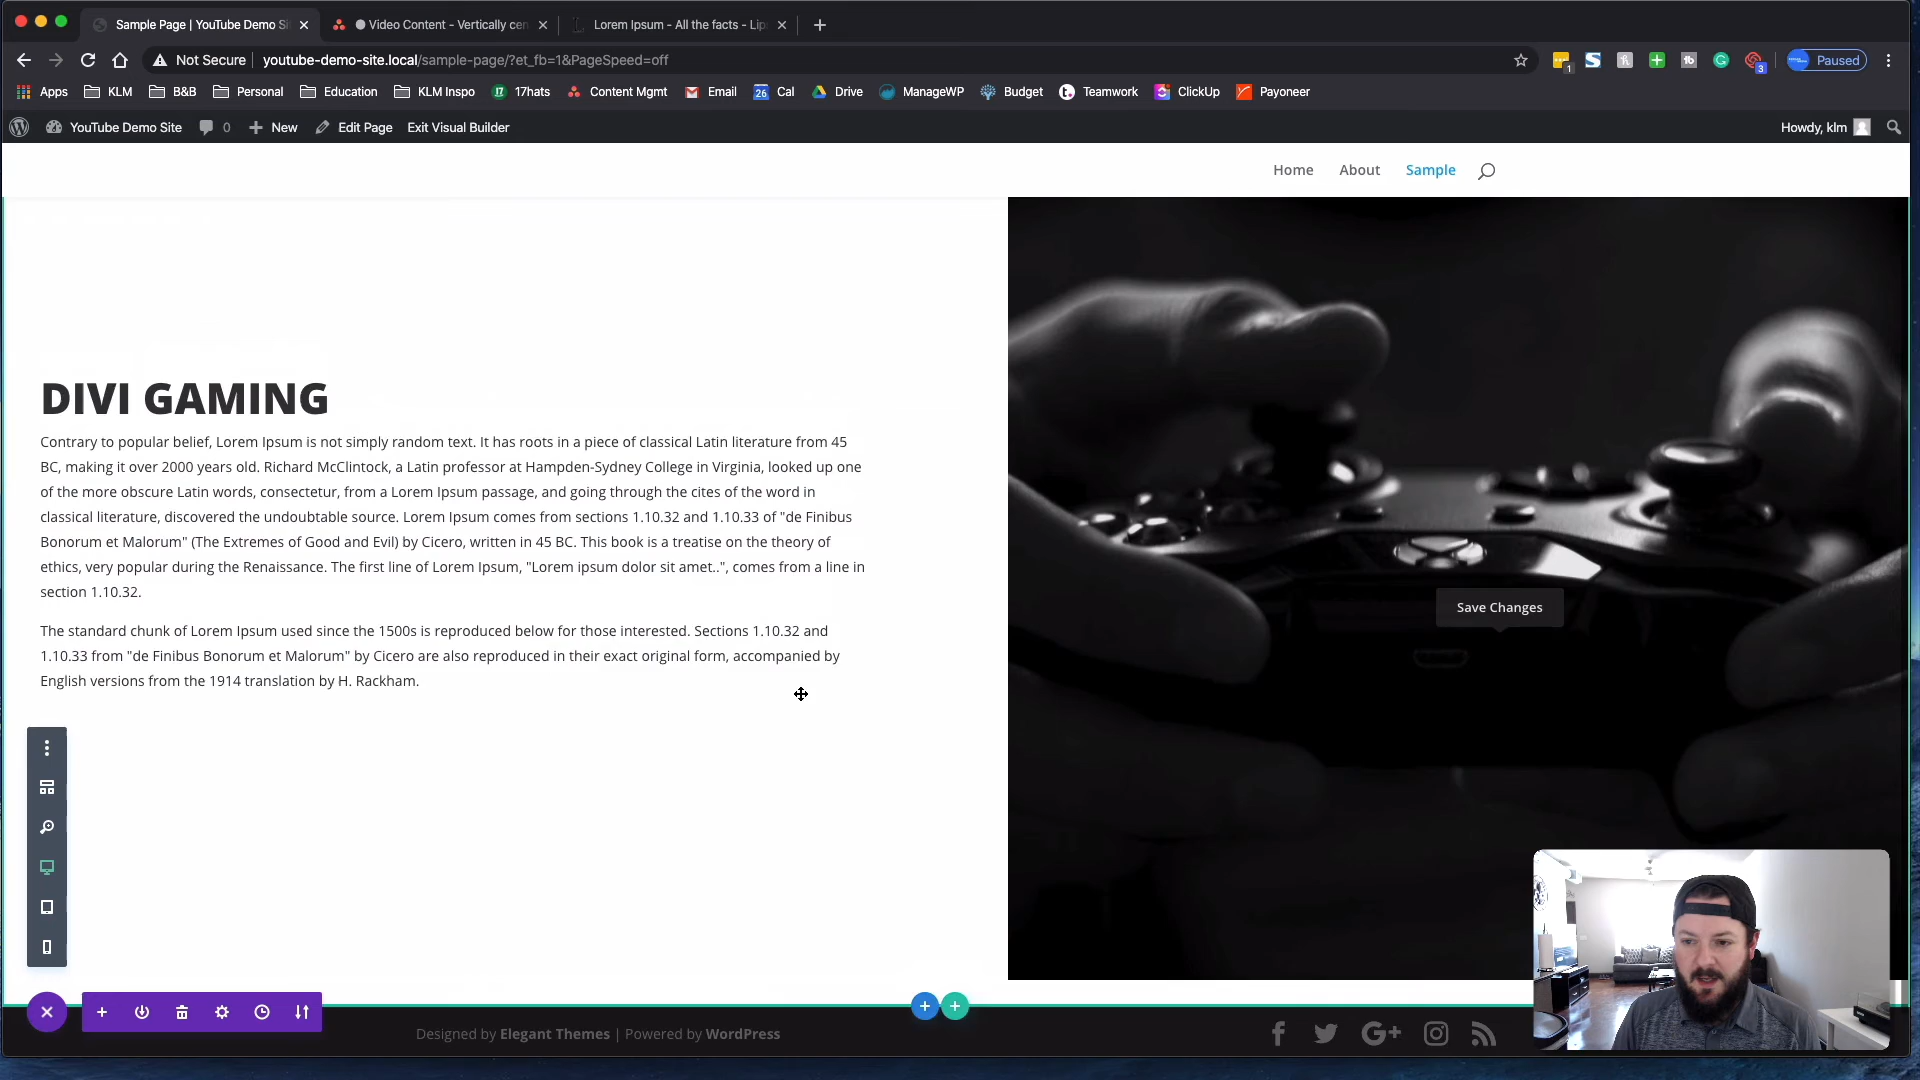 Sample Page | YouTube Demo Si
Video Content - Vertically cen
Lorem Ipsum - All the facts - Lip
Not Secure
youtube-demo-site.local/sample-page/?et_fb=1&PageSpeed=off
1
3
Paused
Apps KLM B&B Personal Education KLM Inspo 17hats Content Mgmt Email 26 Cal Drive ManageWP Budget Teamwork ClickUp Payoneer
YouTube Demo Site 0 New Edit Page Exit Visual Builder Howdy, klm
Home About Sample
DIVI GAMING
Contrary to popular belief, Lorem Ipsum is not simply random text. It has roots in a piece of classical Latin literature from 45
BC, making it over 2000 years old. Richard McClintock, a Latin professor at Hampden-Sydney College in Virginia, looked up one
of the more obscure Latin words, consectetur, from a Lorem Ipsum passage, and going through the cites of the word in
classical literature, discovered the undoubtable source. Lorem Ipsum comes from sections 1.10.32 and 1.10.33 of "de Finibus
Bonorum et Malorum" (The Extremes of Good and Evil) by Cicero, written in 45 BC. This book is a treatise on the theory of
ethics, very popular during the Renaissance. The first line of Lorem Ipsum, "Lorem ipsum dolor sit amet..", comes from a line in
section 1.10.32.
The standard chunk of Lorem Ipsum used since the 1500s is reproduced below for those interested. Sections 1.10.32 and
1.10.33 from "de Finibus Bonorum et Malorum" by Cicero are also reproduced in their exact original form, accompanied by
English versions from the 1914 translation by H. Rackham.
Save Changes
Designed by Elegant Themes | Powered by WordPress